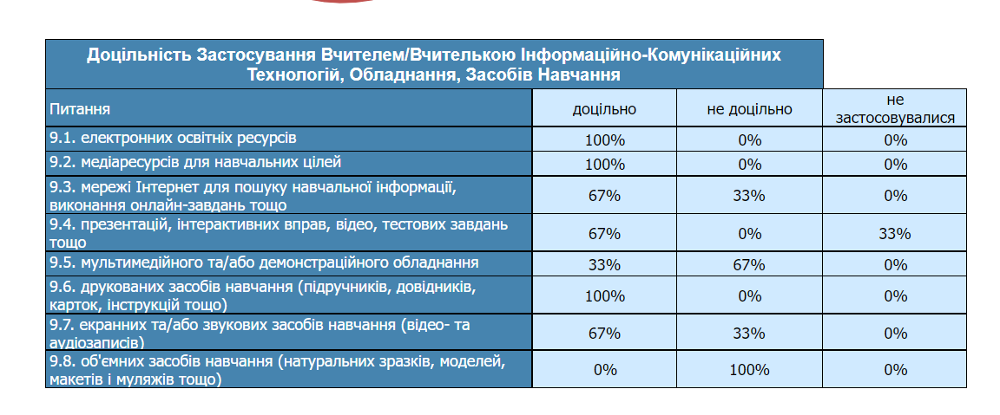 Доцільність Застосування Вчителем/Вчителькою Інформаційно-Комунікаційних
Технологій, Обладнання, Засобів Навчання
Питання доцільно не доцільно не
застосовувалися
9.1. електронних освітніх ресурсів 100% 0% 0%
9.2. медіаресурсів для навчальних цілей 100% 0% 0%
9.3. мережі Інтернет для пошуку навчальної інформації,
виконання онлайн-завдань тощо 67% 33% 0%
9.4. презентацій, інтерактивних вправ, відео, тестових завдань
тощо 67% 0% 33%
9.5. мультимедійного та/або демонстраційного обладнання 33% 67% 0%
9.6. друкованих засобів навчання (підручників, довідників,
карток, інструкцій тощо) 100% 0% 0%
9.7. екранних та/або звукових засобів навчання (відео- та
аудіозаписів) 67% 33% 0%
9.8. об'ємних засобів навчання (натуральних зразків, моделей,
макетів і муляжів тощо) 0% 100% 0%